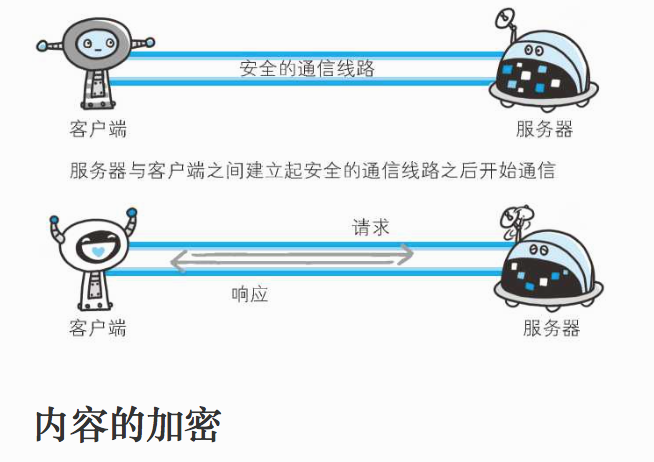 安全的通信线路
客户端
服务器
服务器与客户端之间建立起安全的通信线路之后开始通信
请求
响应
客户端
服务器
内容的加密